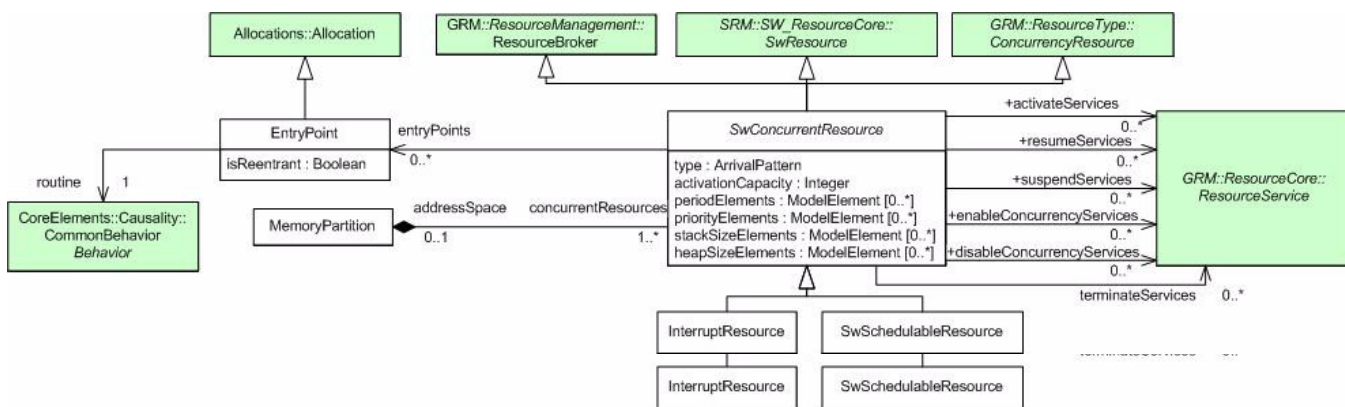 Allocations::Allocation
GRM::ResourceManagement::
ResourceBroker
SRM::SW_ResourceCore::
SwResource
GRM::ResourceType::
ConcurrencyResource
EntryPoint
isReentrant : Boolean
entryPoints
0..*
SwConcurrentResource
type : ArrivalPattern
activationCapacity : Integer
periodElements : ModelElement [0..*]
priorityElements : ModelElement [0..*]
stackSizeElements : ModelElement [0..*]
heapSizeElements : ModelElement [0..*]
+activateServices
0..*
+resumeServices
0..*
+suspendServices
0..*
+enableConcurrencyServices
0..*
+disableConcurrencyServices
0..*
terminateServices 0..*
GRM::ResourceCore::
ResourceService
routine 1
CoreElements::Causality::
CommonBehavior
Behavior
MemoryPartition
addressSpace
0..1
concurrentResources
1..*
InterruptResource
SwSchedulableResource
InterruptResource
SwSchedulableResource